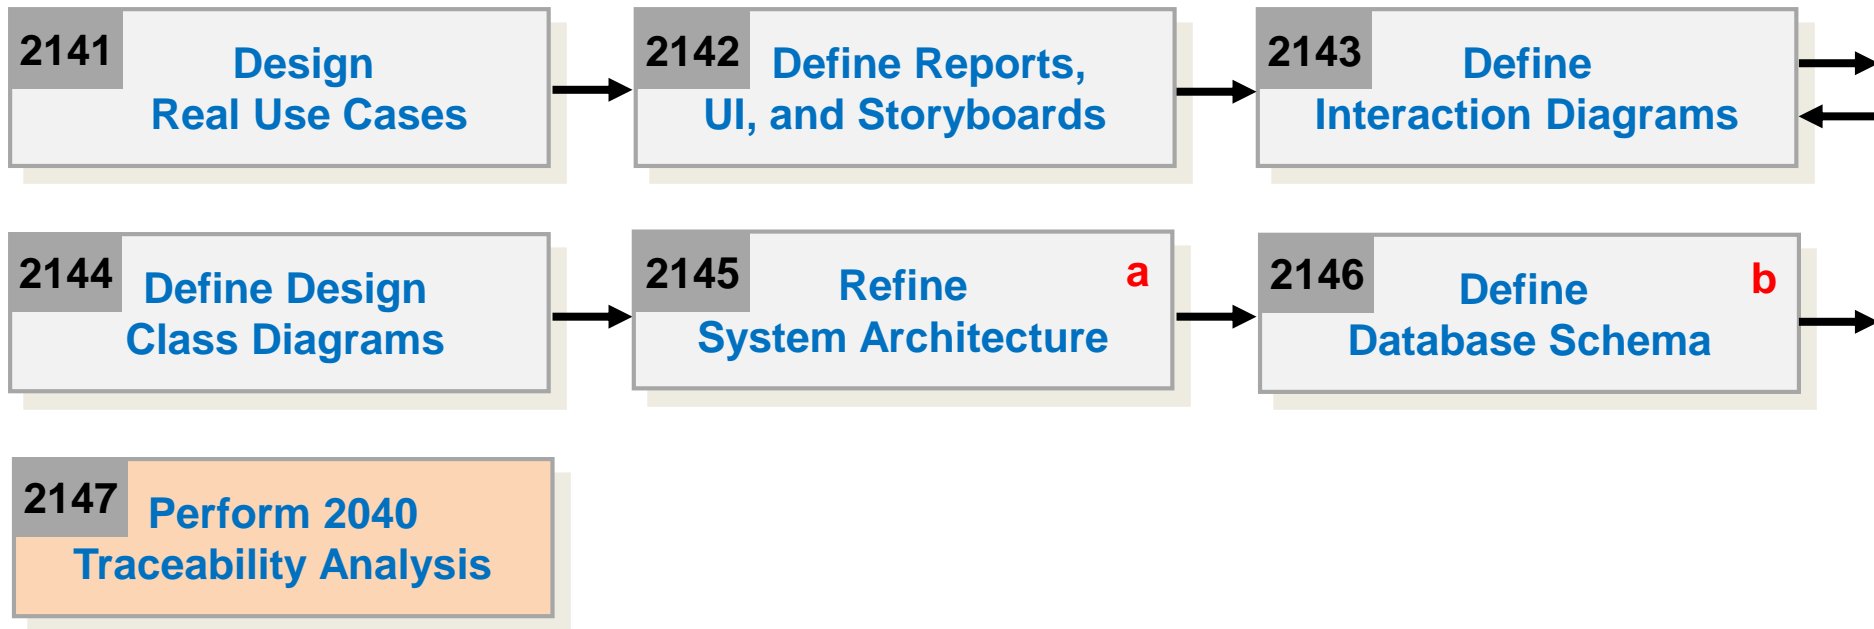 2141
Design
Real Use Cases
2142
Define Reports,
UI, and Storyboards
2143
Define
Interaction Diagrams
2144
Define Design
Class Diagrams
2145
Refine
System Architecture
a
2146
Define
Database Schema
b
2147
Perform 2040
Traceability Analysis